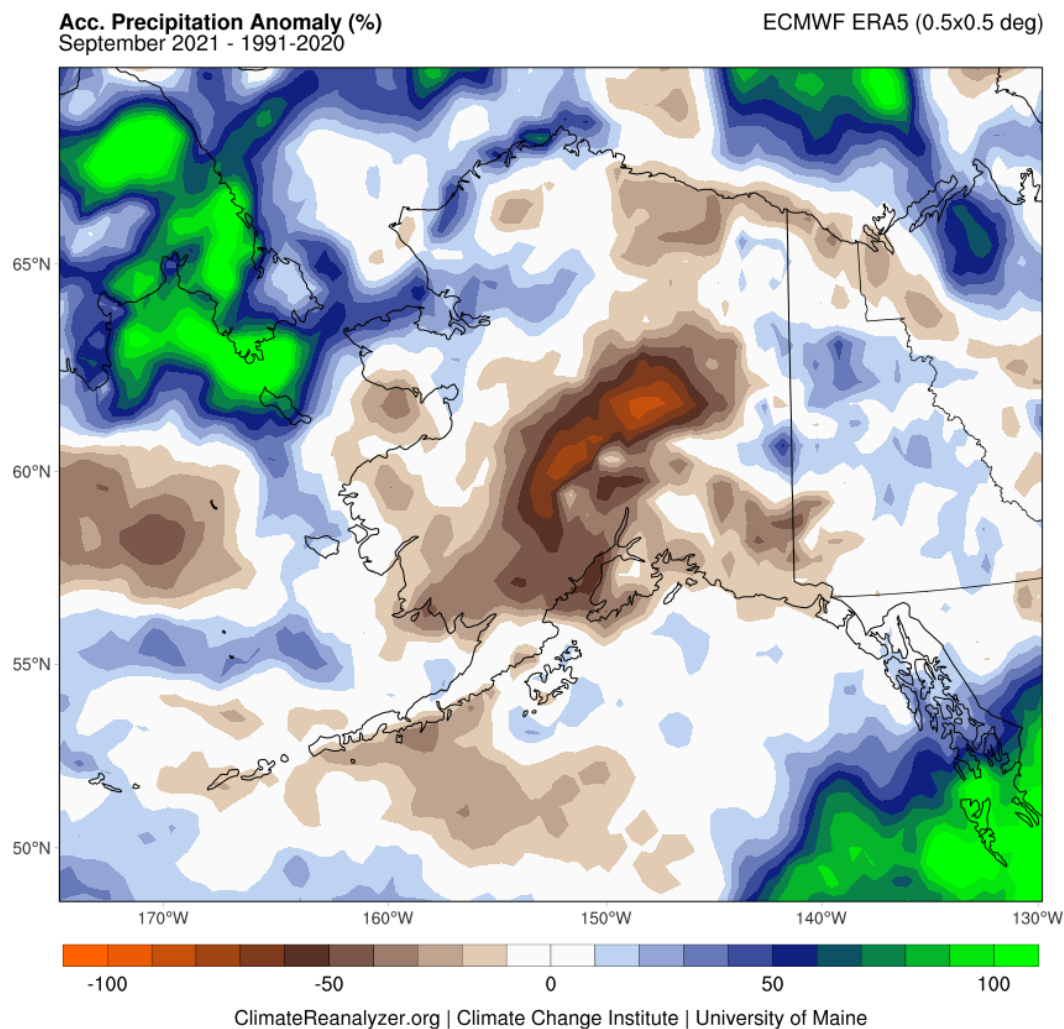 Acc. Precipitation Anomaly (%)
ECMWF ERA5 (0.5x0.5 deg)
September 2021 - 1991-2020
65°N
60°N
55°N
50°N
170°W
160°W
150°W
140°W
130°W
-100
-50
0
50
100
ClimateReanalyzer.org | Climate Change Institute | University of Maine